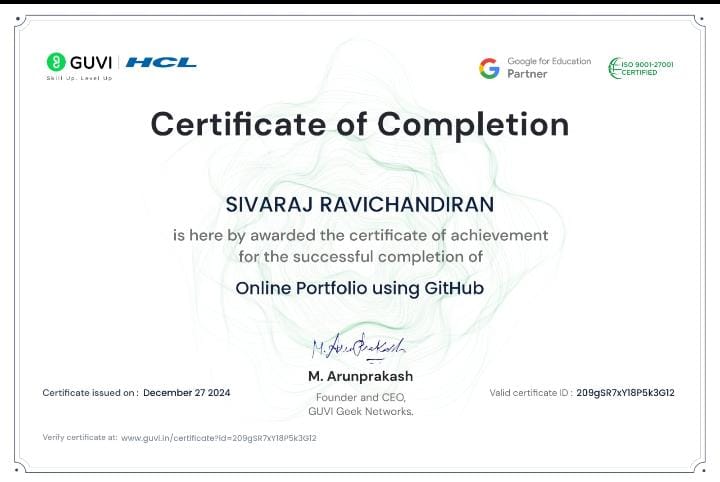 GUVI | HCL
Skill Up. Level Up
Google for Education
Partner
ISO 9001-27001
CERTIFIED
Certificate of Completion
SIVARAJ RAVICHANDIRAN
is here by awarded the certificate of achievement
for the successful completion of
Online Portfolio using GitHub
M. Arunprakash
M. Arunprakash
Founder and CEO,
GUVI Geek Networks.
Certificate issued on : December 27 2024
Valid certificate ID : 209gSR7xY18P5k3G12
Verify certificate at: www.guvi.in/certificate?id=209gSR7xY18P5k3G12